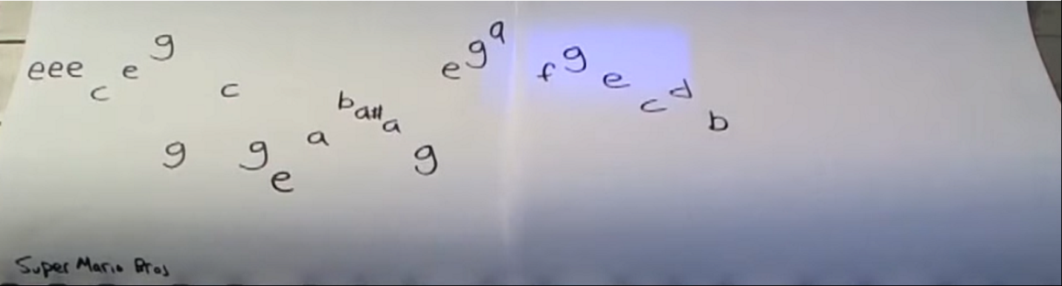 eee c e g g c g e a b a# a g e g a f g e c d b
Super Mario Bros